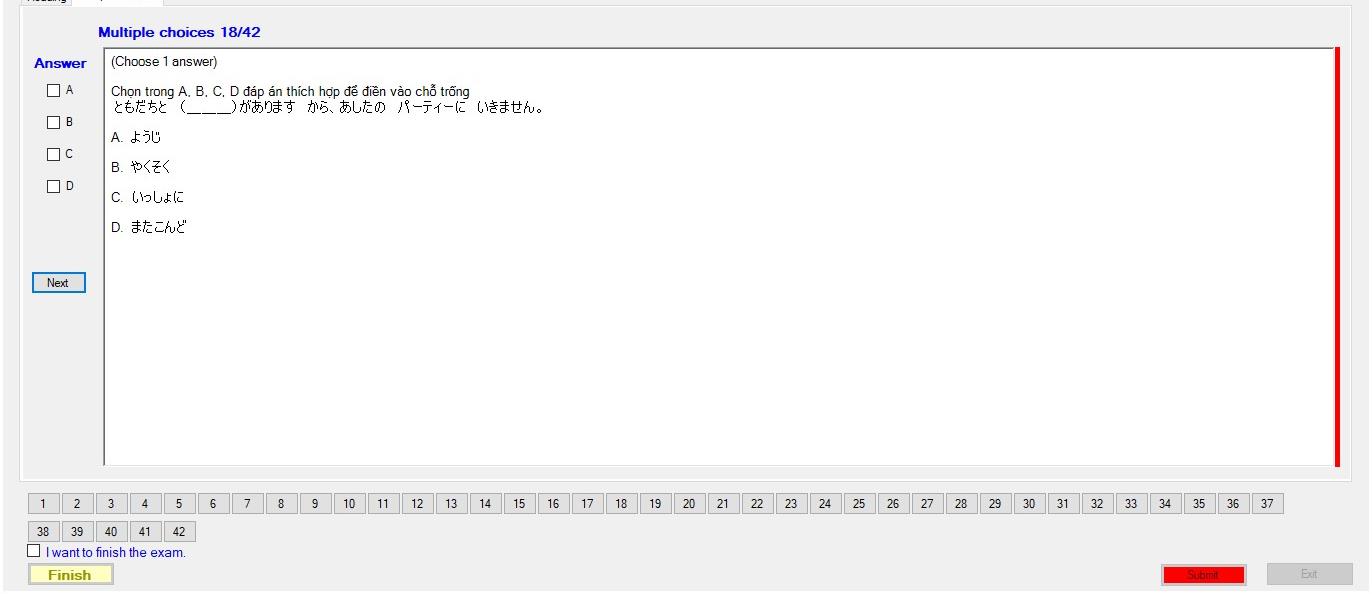 Multiple choices 18/42
Answer
(Choose 1 answer)
A
Chọn trong A, B, C, D đáp án thích hợp để điền vào chỗ trống
ともだちと （______）があります から、あしたの パーティーに いきません。
B
A. ようじ
C
B. やくそく
D
C. いっしょに
D. またこんど
Next
1 2 3 4 5 6 7 8 9 10 11 12 13 14 15 16 17 18 19 20 21 22 23 24 25 26 27 28 29 30 31 32 33 34 35 36 37
38 39 40 41 42
I want to finish the exam.
Finish
Submit
Exit